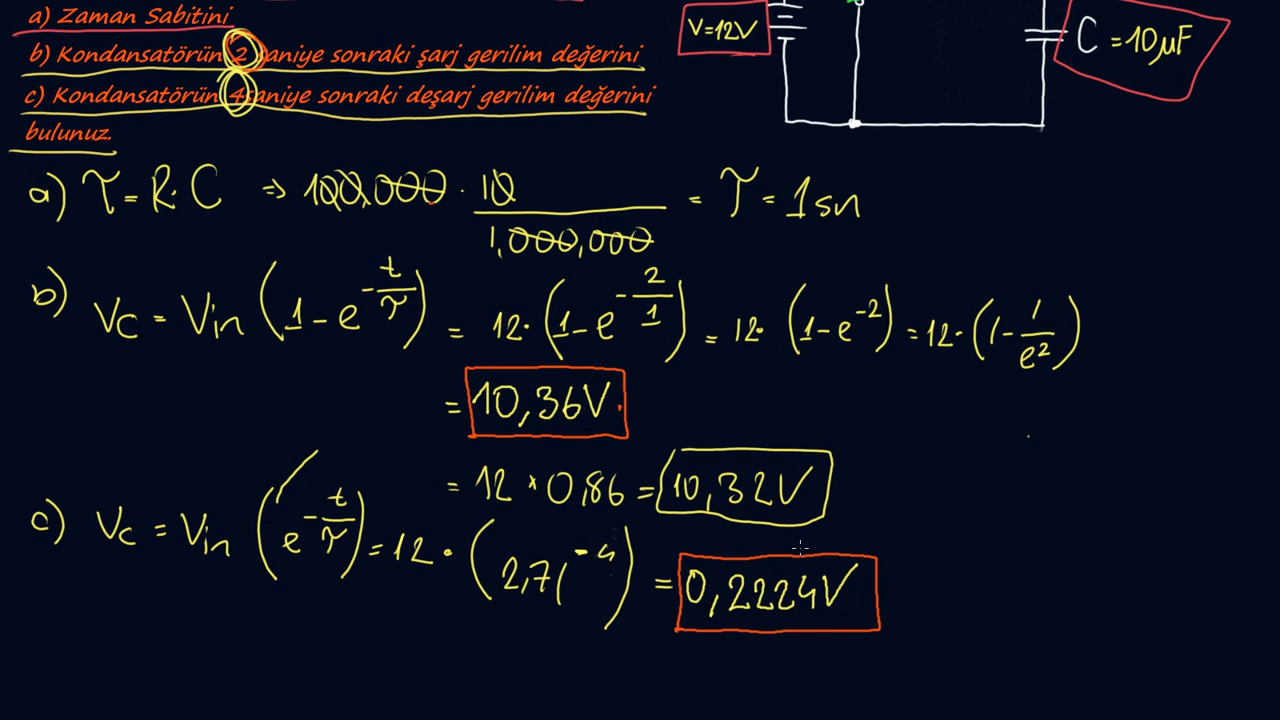 a) Zaman Sabitini
b) Kondansatörün 2 saniye sonraki şarj gerilim değerini
c) Kondansatörün 4 saniye sonraki deşarj gerilim değerini
bulunuz.
V=12V
C = 10µF
a) τ = R.C ⇒ 100,000 . 10/1,000,000 = τ = 1sn
b) Vc = Vin (1 - e^-t/τ) = 12. (1 - e^-2/1) = 12. (1 - e^-2) = 12. (1 - 1/e^2)
= 10,36V.
= 12 * 0,86 = 10,32V
c) Vc = Vin (e^-t/τ) = 12. (2,71^-4) = 0,2224V